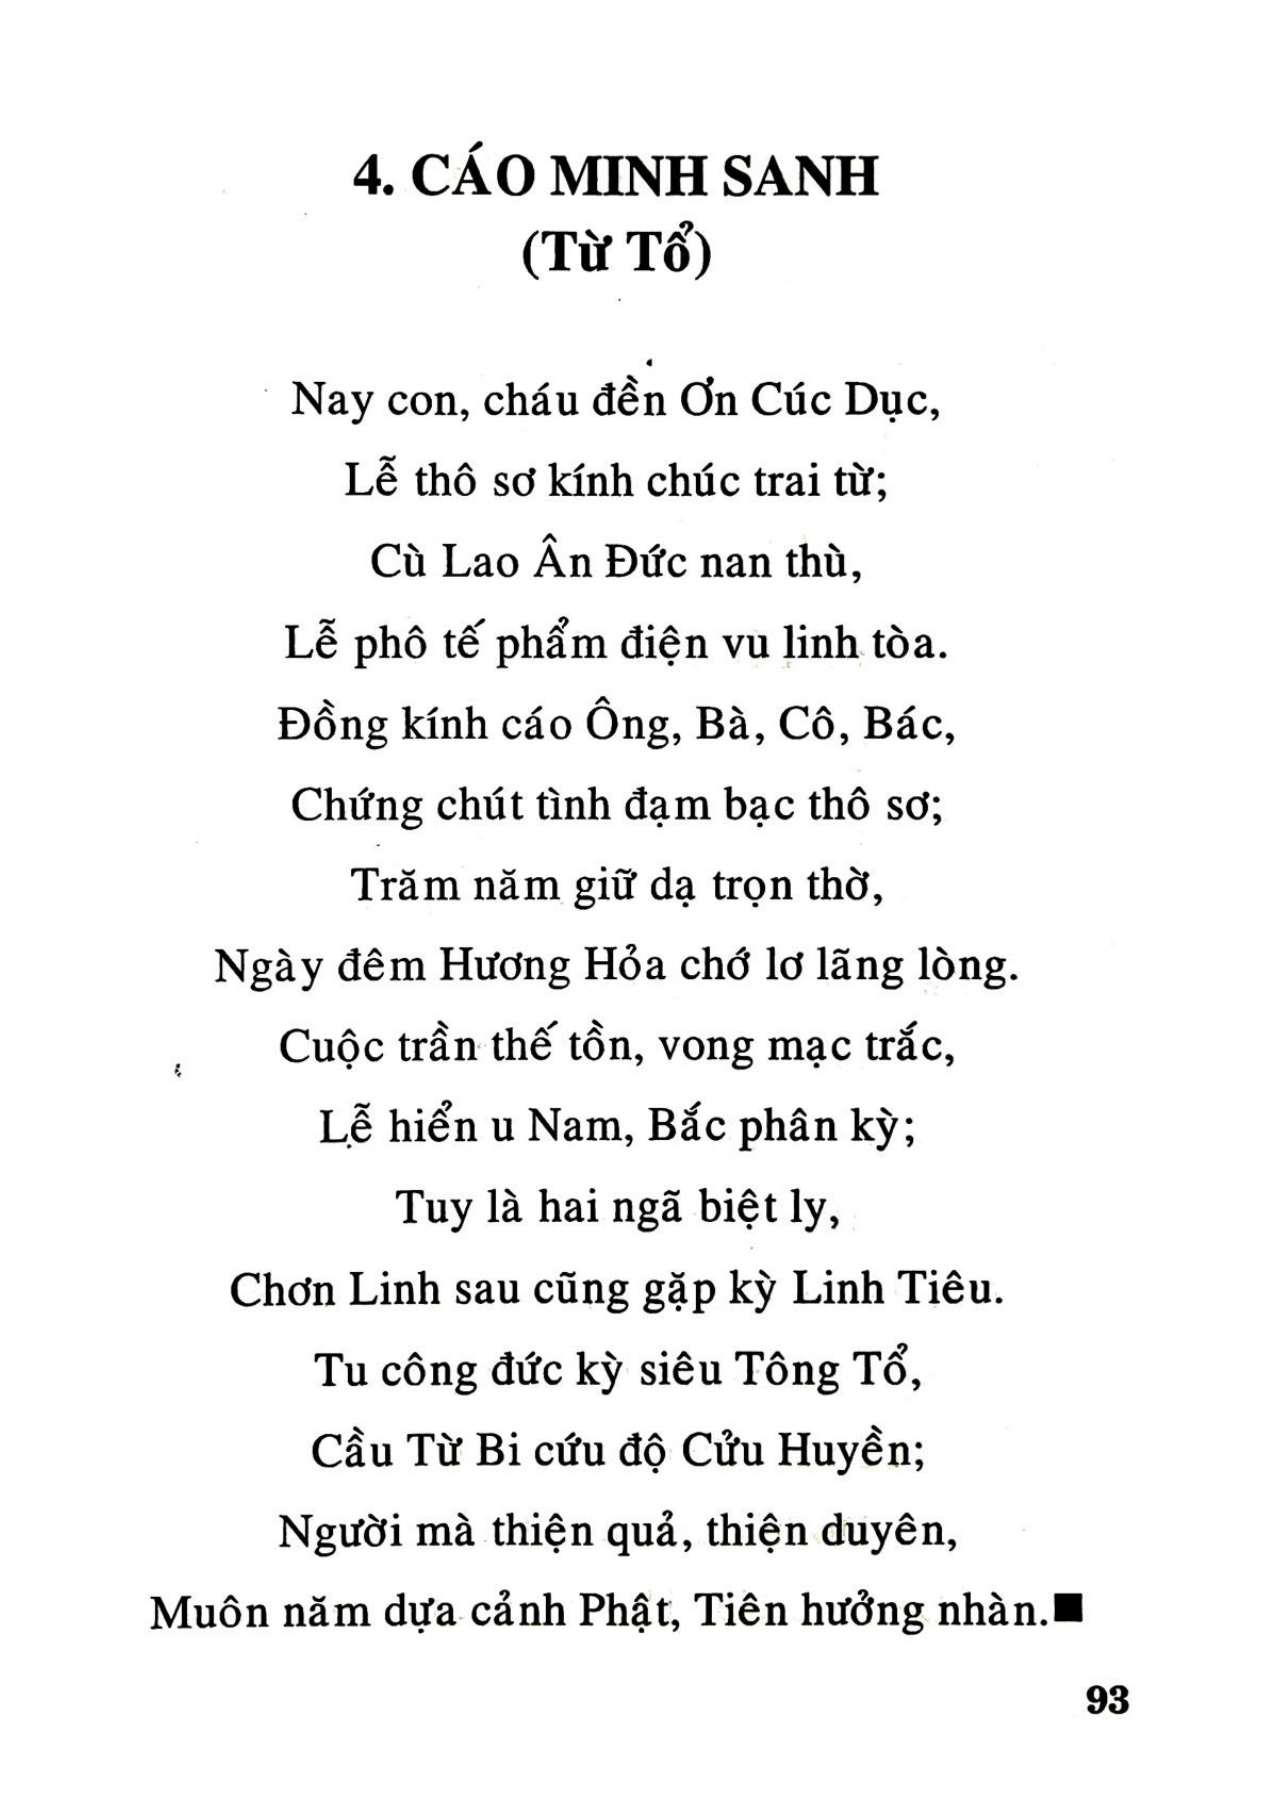 4. CÁO MINH SANH
(Từ Tổ)
Nay con, cháu đền Ơn Cúc Dục,
Lễ thô sơ kính chúc trai từ;
Cù Lao Ân Đức nan thù,
Lễ phô tế phẩm điện vu linh tòa.
Đồng kính cáo Ông, Bà, Cô, Bác,
Chứng chút tình đạm bạc thô sơ;
Trăm năm giữ dạ trọn thờ,
Ngày đêm Hương Hỏa chớ lơ lãng lòng.
Cuộc trần thế tồn, vong mạc trắc,
Lễ hiển u Nam, Bắc phân kỳ;
Tuy là hai ngã biệt ly,
Chơn Linh sau cũng gặp kỳ Linh Tiêu.
Tu công đức kỳ siêu Tông Tổ,
Cầu Từ Bi cứu độ Cửu Huyền;
Người mà thiện quả, thiện duyên,
Muôn năm dựa cảnh Phật, Tiên hưởng nhàn.■
93